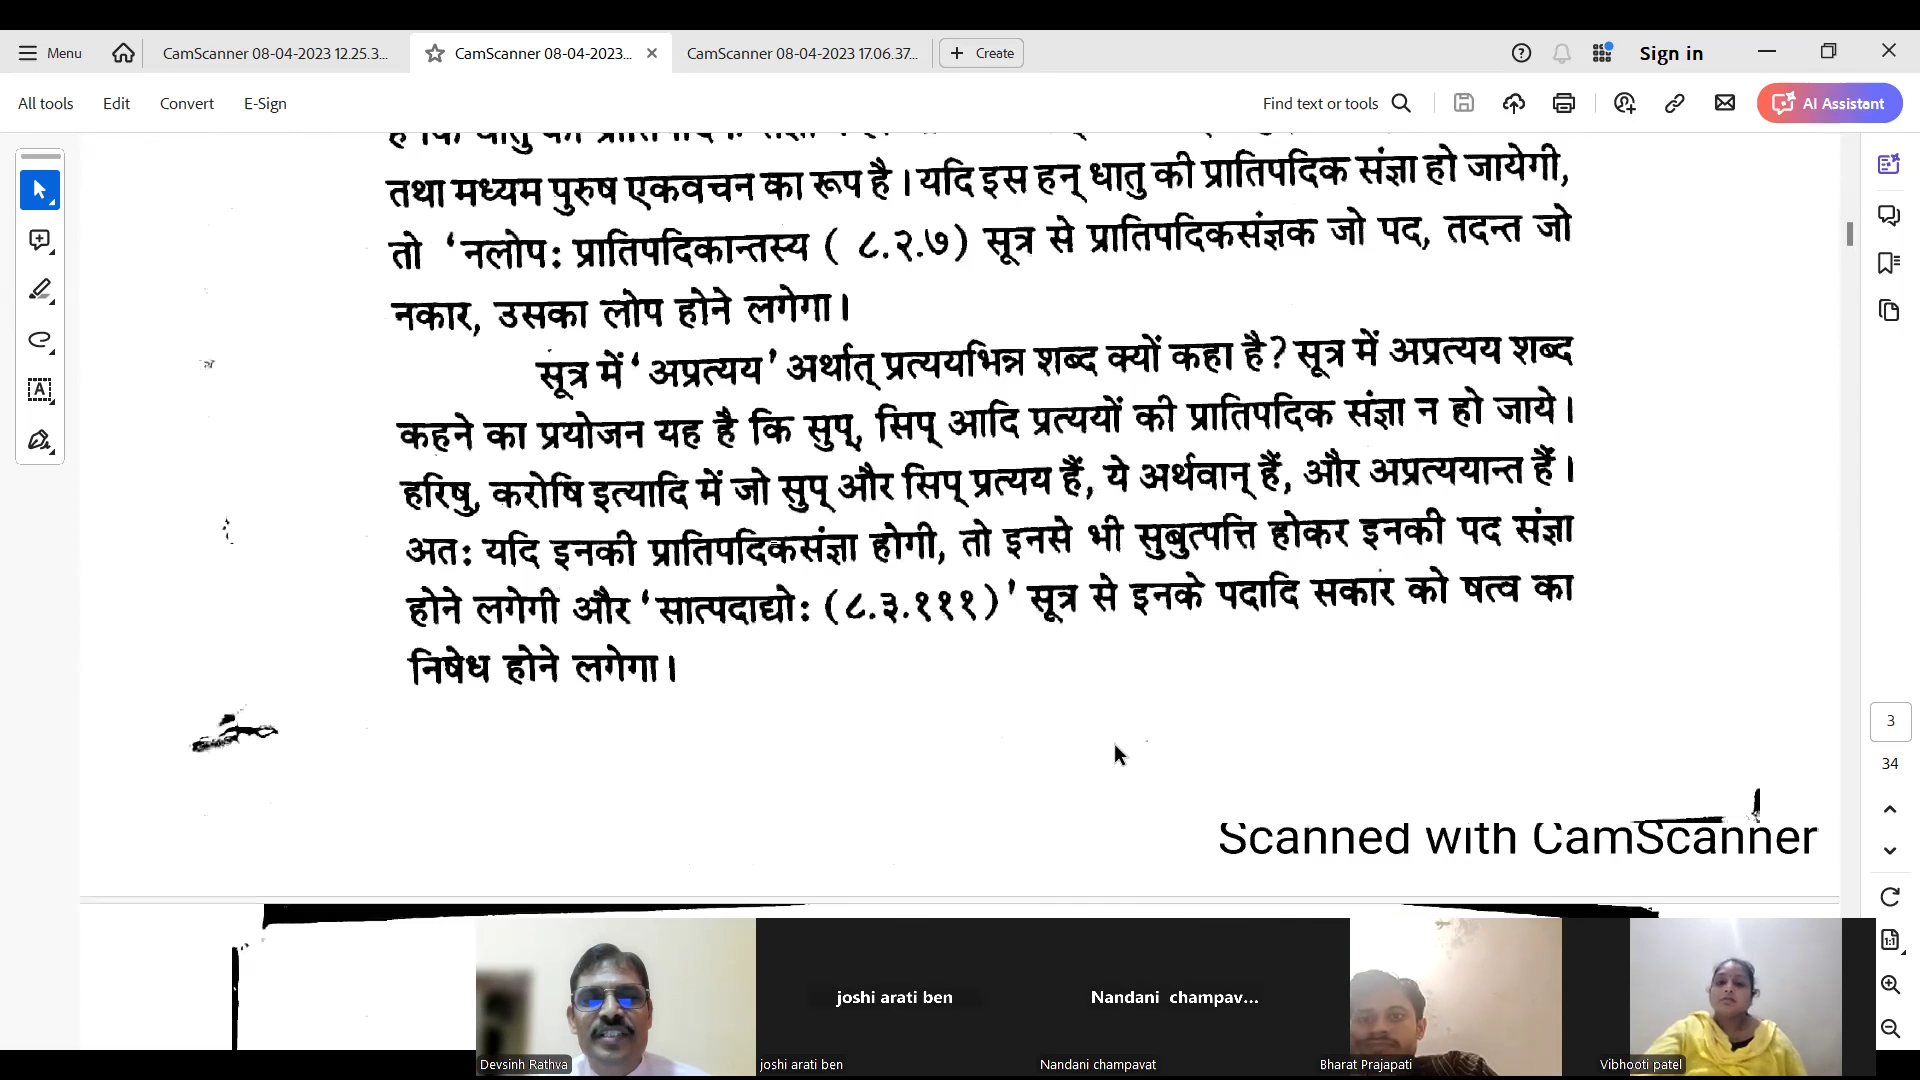 Menu
CamScanner 08-04-2023 12.25.3...
CamScanner 08-04-2023...
CamScanner 08-04-2023 17.06.37...
Create
Sign in
All tools
Edit
Convert
E-Sign
Find text or tools
AI Assistant
तथा मध्यम पुरुष एकवचन का रूप है। यदि इस हन् धातु की प्रातिपदिक संज्ञा हो जायेगी,
तो 'नलोपः प्रातिपदिकान्तस्य ( ८.२.७) सूत्र से प्रातिपदिकसंज्ञक जो पद, तदन्त जो
नकार, उसका लोप होने लगेगा।
सूत्र में 'अप्रत्यय' अर्थात् प्रत्ययभिन्न शब्द क्यों कहा है? सूत्र में अप्रत्यय शब्द
कहने का प्रयोजन यह है कि सुप्, सिप् आदि प्रत्ययों की प्रातिपदिक संज्ञा न हो जाये।
हरिषु, करोषि इत्यादि में जो सुप् और सिप् प्रत्यय हैं, ये अर्थवान् हैं, और अप्रत्ययान्त हैं।
अतः यदि इनकी प्रातिपदिकसंज्ञा होगी, तो इनसे भी सुबुत्पत्ति होकर इनकी पद संज्ञा
होने लगेगी और 'सात्पदाद्योः (८.३.१११)' सूत्र से इनके पदादि सकार को षत्व का
निषेध होने लगेगा।
3
34
Scanned with CamScanner
joshi arati ben
Nandani champav...
Devsinh Rathva
joshi arati ben
Nandani champavat
Bharat Prajapati
Vibhooti patel